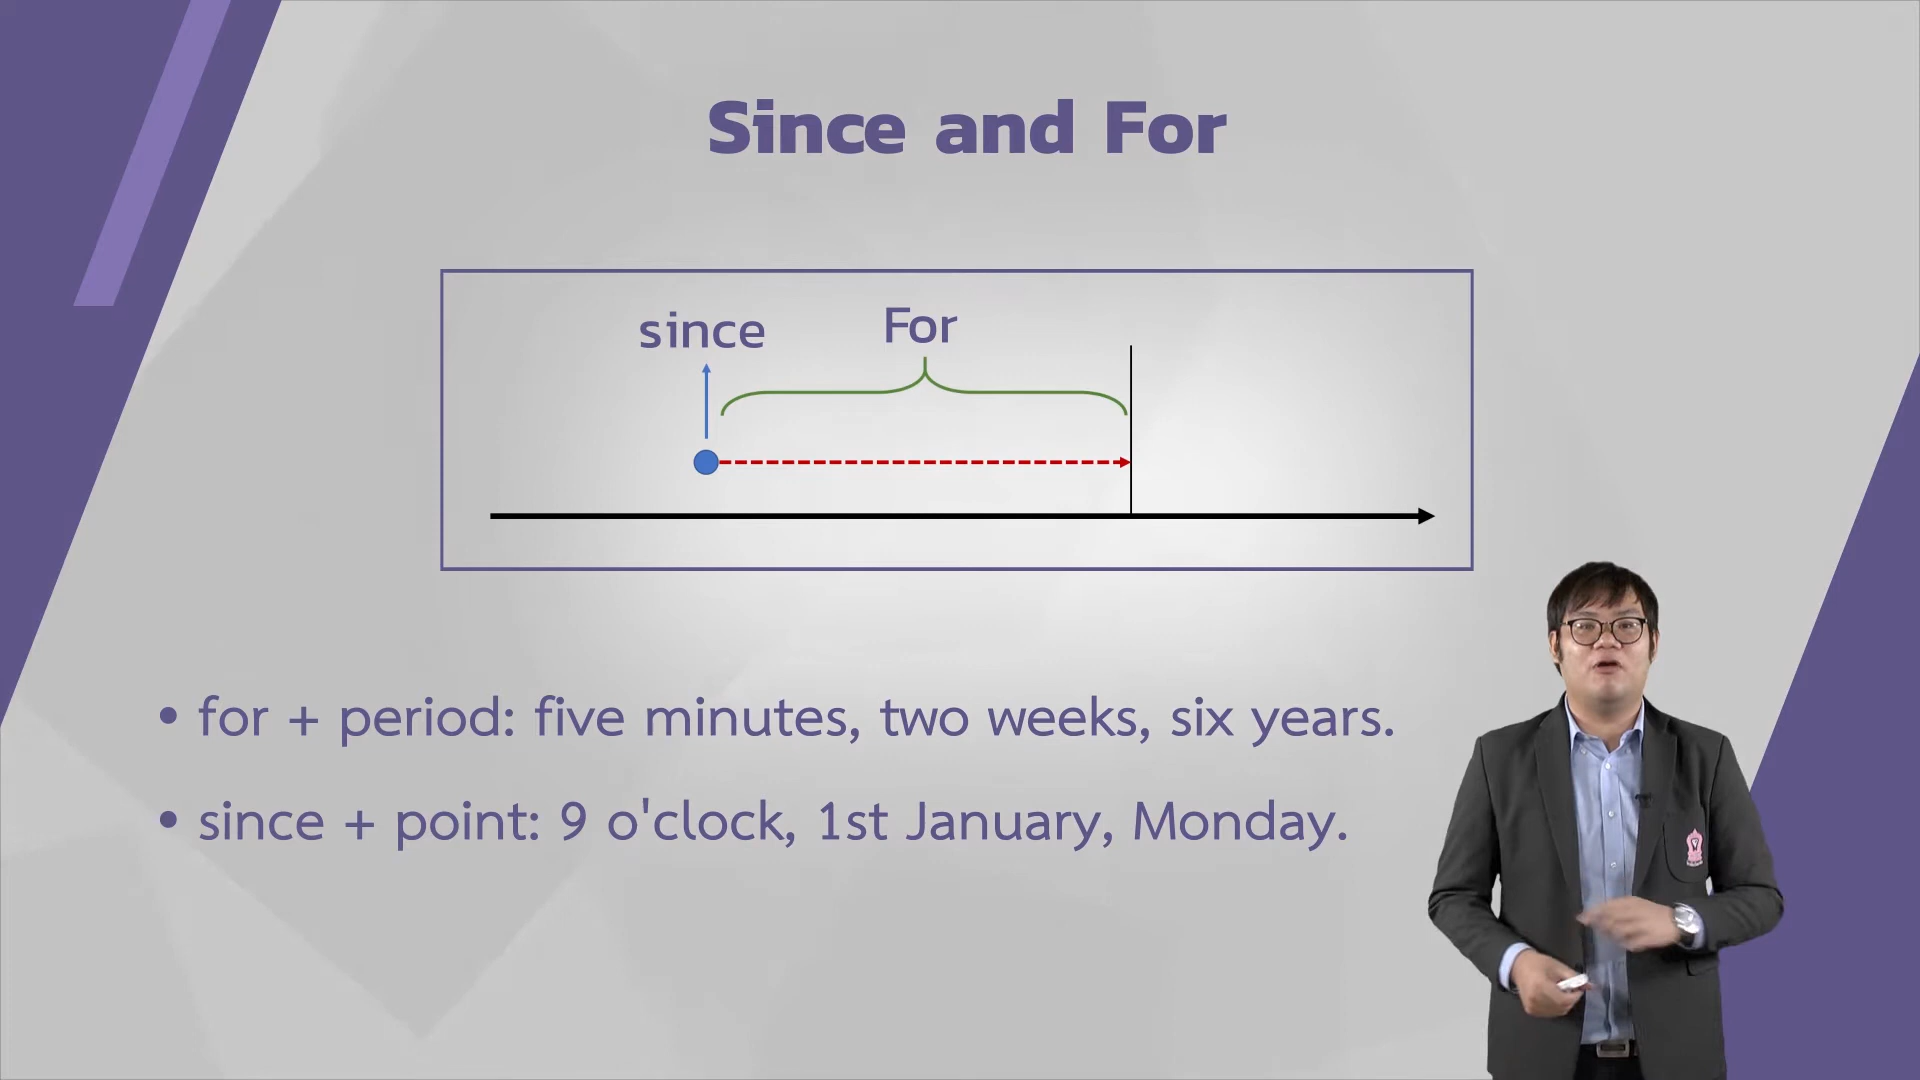 Since and For
since
For
• for + period: five minutes, two weeks, six years.
• since + point: 9 o'clock, 1st January, Monday.